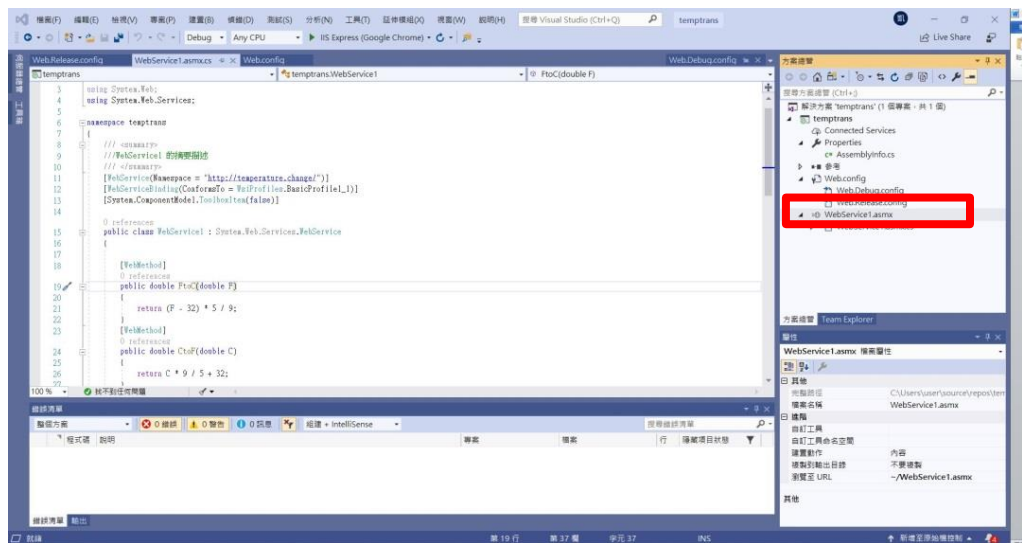 檔案(F) 編輯(E) 檢視(V) 專案(P) 建置(B) 偵錯(D) 測試(S) 分析(N) 工具(T) 延伸模組(X) 視窗(W) 說明(H) 搜尋 Visual Studio (Ctrl+Q) temptrans
Debug Any CPU IIS Express (Google Chrome) Live Share
Web.Release.config WebService1.asmx.cs Web.config Web.Debug.config
temptrans temptrans.WebService1 FtoC(double F)
3 using System.Web;
4 using System.Web.Services;
5
6 namespace temptrans
7 {
8 /// <summary>
9 ///WebService1 的摘要描述
10 /// </summary>
11 [WebService(Namespace = "http://temperature.change/")]
12 [WebServiceBinding(ConformsTo = WsiProfiles.BasicProfile1_1)]
13 [System.ComponentModel.ToolboxItem(false)]
14
0 references
15 public class WebService1 : System.Web.Services.WebService
16 {
17
18 [WebMethod]
0 references
19 public double FtoC(double F)
20 {
21 return (F - 32) * 5 / 9;
22 }
23 [WebMethod]
0 references
24 public double CtoF(double C)
25 {
26 return C * 9 / 5 + 32;
27 }
100 % 找不到任何問題
錯誤清單
整個方案 0 錯誤 0 警告 0 訊息 組建 + IntelliSense 搜尋錯誤清單
程式碼 說明 專案 檔案 行 隱藏項目狀態
錯誤清單 輸出
就緒 第 19 行 第 37 欄 字元 37 INS 新增至原始檔控制
方案總管
搜尋方案總管 (Ctrl+;)
解決方案 'temptrans' (1 個專案，共 1 個)
temptrans
Connected Services
Properties
AssemblyInfo.cs
參考
Web.config
Web.Debug.config
Web.Release.config
WebService1.asmx
WebService1.asmx.cs
方案總管 Team Explorer
屬性
WebService1.asmx 檔案屬性
其他
完整路徑 C:\Users\user\source\repos\tem
檔案名稱 WebService1.asmx
進階
自訂工具
自訂工具命名空間
建置動作 內容
複製到輸出目錄 不要複製
瀏覽至 URL ~/WebService1.asmx
其他